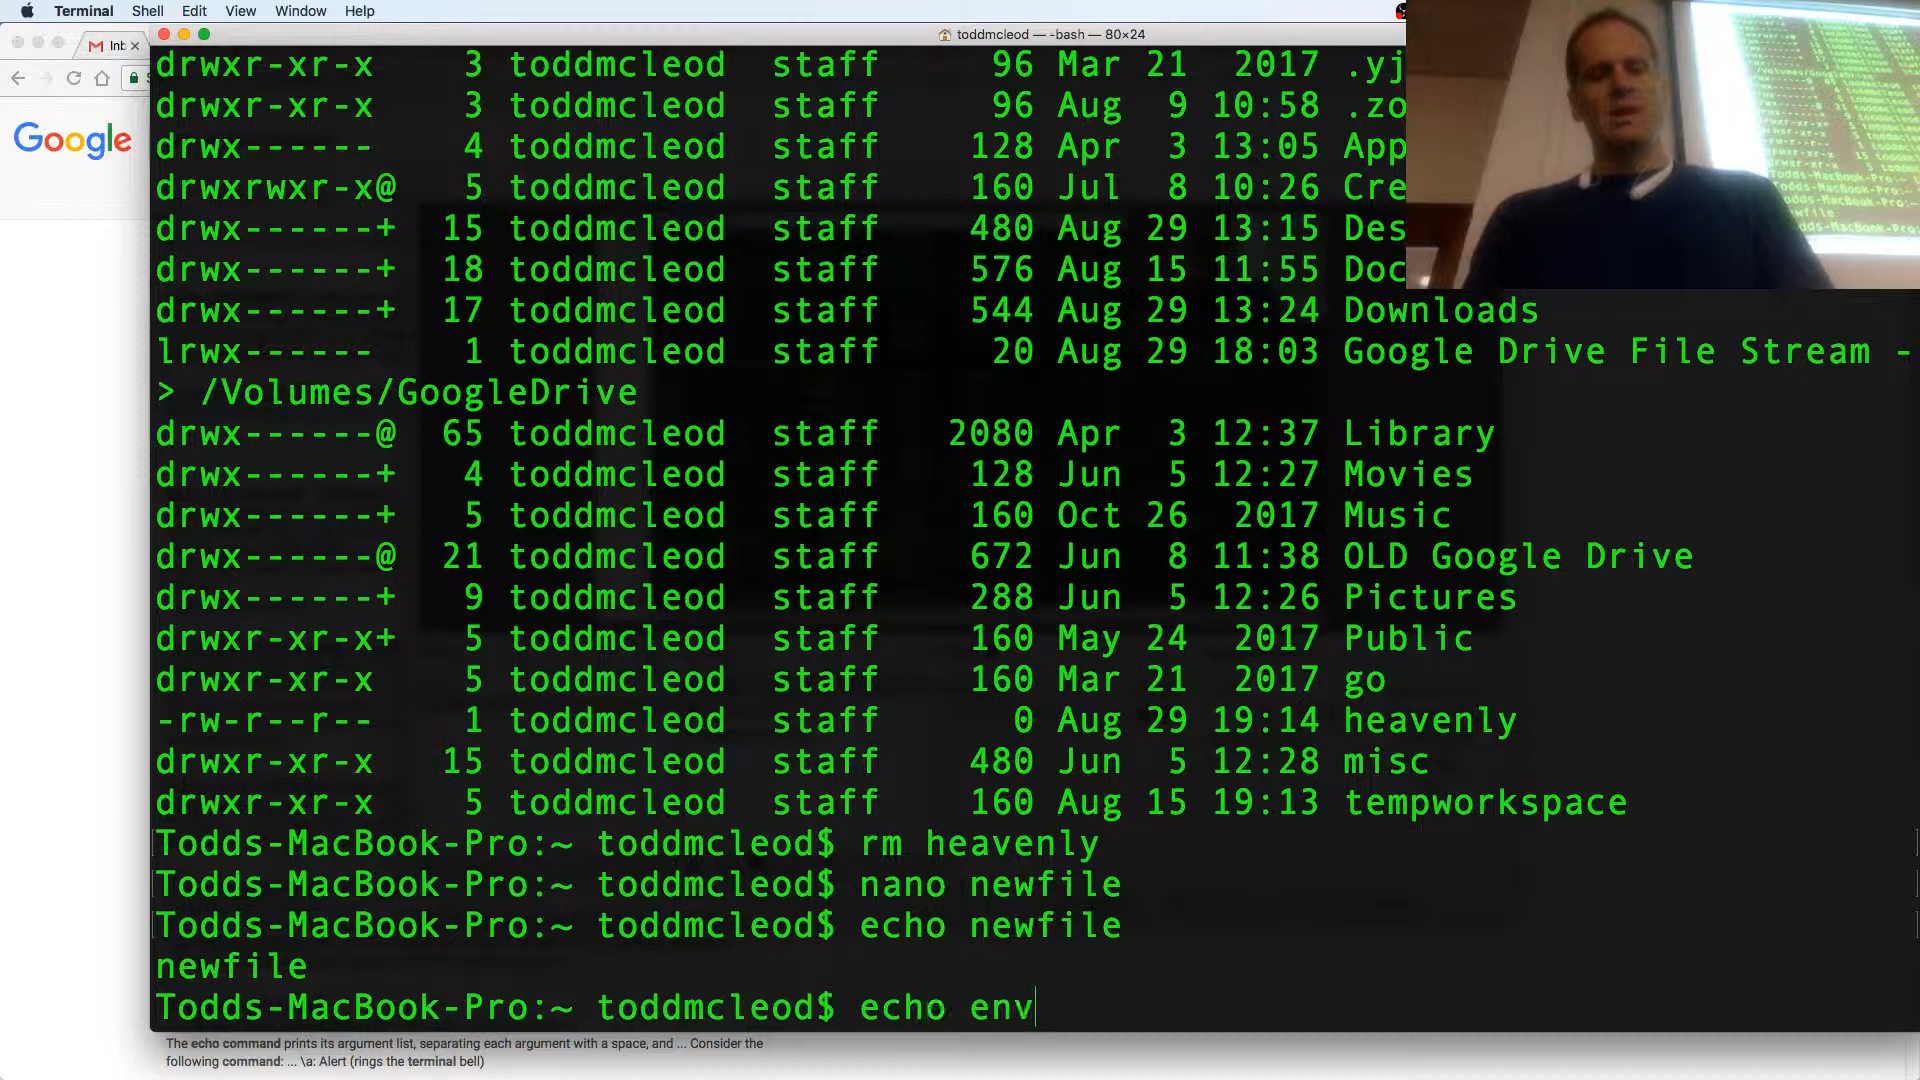 Terminal Shell Edit View Window Help
Inb
toddmcleod — -bash — 80×24
Google
drwxr-xr-x 3 toddmcleod staff 96 Mar 21 2017 .yj
drwxr-xr-x 3 toddmcleod staff 96 Aug 9 10:58 .zo
drwx------ 4 toddmcleod staff 128 Apr 3 13:05 App
drwxrwxr-x@ 5 toddmcleod staff 160 Jul 8 10:26 Cre
drwx------+ 15 toddmcleod staff 480 Aug 29 13:15 Des
drwx------+ 18 toddmcleod staff 576 Aug 15 11:55 Doc
drwx------+ 17 toddmcleod staff 544 Aug 29 13:24 Downloads
lrwx------ 1 toddmcleod staff 20 Aug 29 18:03 Google Drive File Stream -
> /Volumes/GoogleDrive
drwx------@ 65 toddmcleod staff 2080 Apr 3 12:37 Library
drwx------+ 4 toddmcleod staff 128 Jun 5 12:27 Movies
drwx------+ 5 toddmcleod staff 160 Oct 26 2017 Music
drwx------@ 21 toddmcleod staff 672 Jun 8 11:38 OLD Google Drive
drwx------+ 9 toddmcleod staff 288 Jun 5 12:26 Pictures
drwxr-xr-x+ 5 toddmcleod staff 160 May 24 2017 Public
drwxr-xr-x 5 toddmcleod staff 160 Mar 21 2017 go
-rw-r--r-- 1 toddmcleod staff 0 Aug 29 19:14 heavenly
drwxr-xr-x 15 toddmcleod staff 480 Jun 5 12:28 misc
drwxr-xr-x 5 toddmcleod staff 160 Aug 15 19:13 tempworkspace
Todds-MacBook-Pro:~ toddmcleod$ rm heavenly
Todds-MacBook-Pro:~ toddmcleod$ nano newfile
Todds-MacBook-Pro:~ toddmcleod$ echo newfile
newfile
Todds-MacBook-Pro:~ toddmcleod$ echo env
The echo command prints its argument list, separating each argument with a space, and ... Consider the
following command: ... \a: Alert (rings the terminal bell)